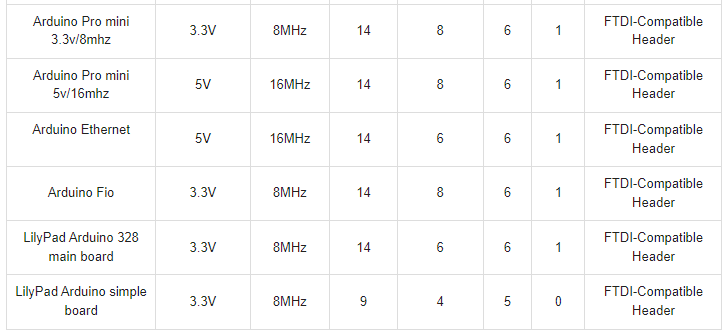 Arduino Pro mini
3.3v/8mhz
3.3V
8MHz
14
8
6
1
FTDI-Compatible
Header
Arduino Pro mini
5v/16mhz
5V
16MHz
14
8
6
1
FTDI-Compatible
Header
Arduino Ethernet
5V
16MHz
14
6
6
1
FTDI-Compatible
Header
Arduino Fio
3.3V
8MHz
14
8
6
1
FTDI-Compatible
Header
LilyPad Arduino 328
main board
3.3V
8MHz
14
6
6
1
FTDI-Compatible
Header
LilyPad Arduino simple
board
3.3V
8MHz
9
4
5
0
FTDI-Compatible
Header